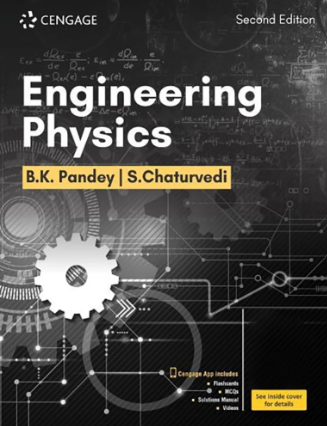 CENGAGE
Second Edition
Engineering
Physics
B.K. Pandey | S.Chaturvedi
Cengage App includes
• Flashcards
• MCQs
• Solutions Manual
• Videos
See inside cover
for details